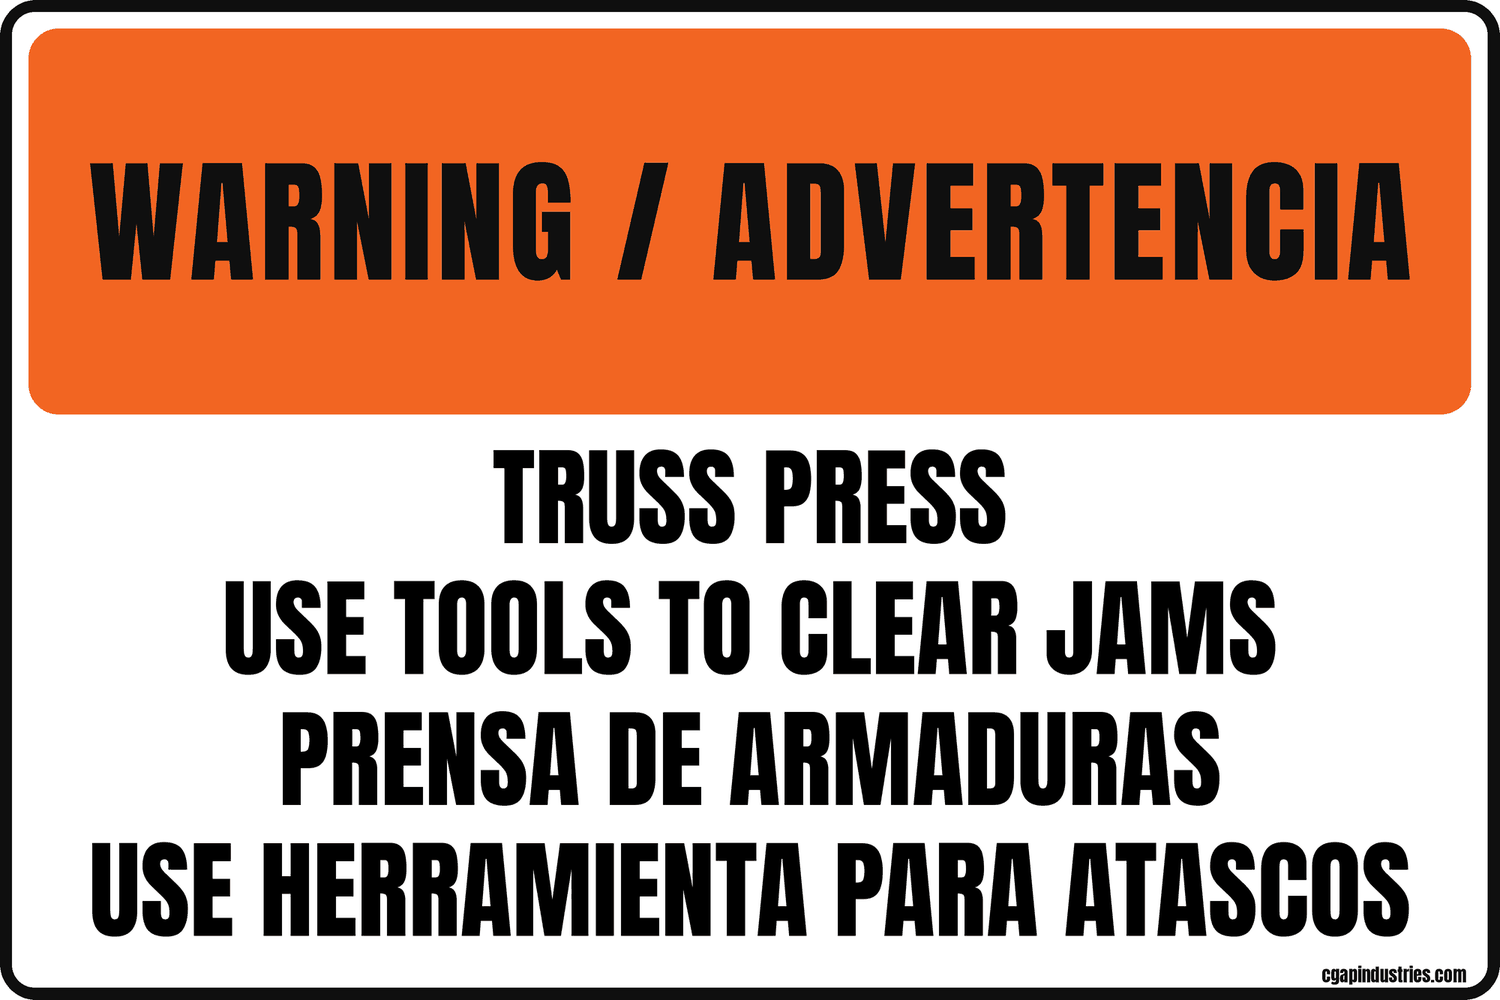 WARNING / ADVERTENCIA
TRUSS PRESS
USE TOOLS TO CLEAR JAMS
PRENSA DE ARMADURAS
USE HERRAMIENTA PARA ATASCOS
cgapindustries.com